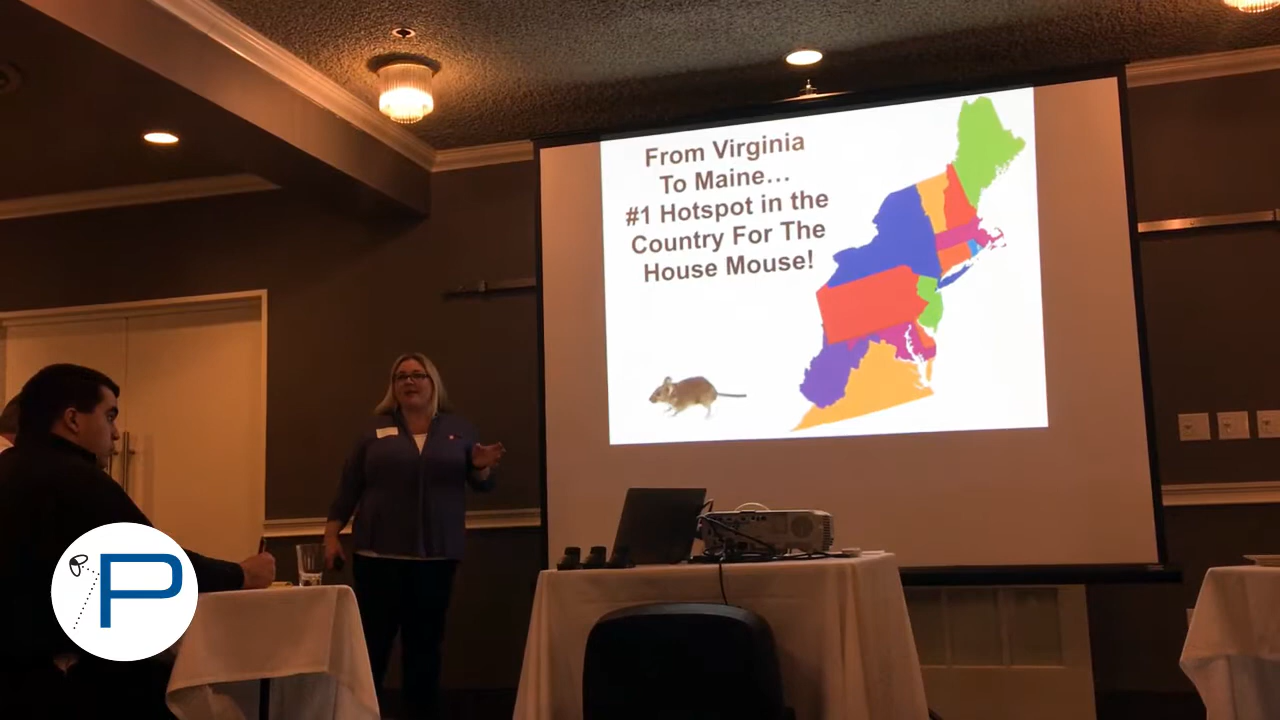 From Virginia
To Maine...
#1 Hotspot in the
Country For The
House Mouse!
P